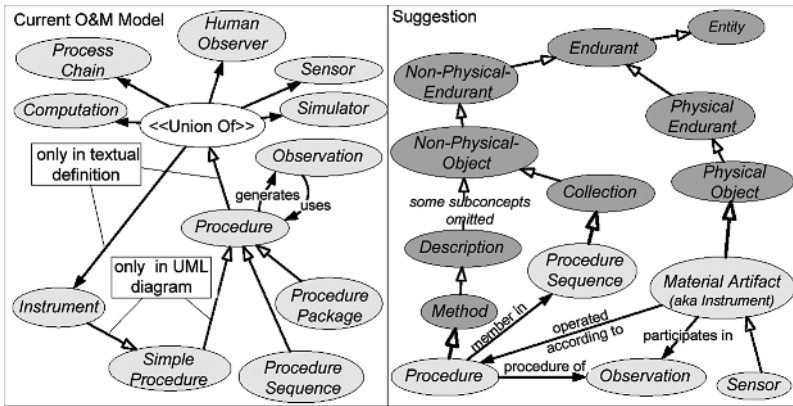 Current O&M Model
Human
Observer
Process
Chain
Sensor
Computation
<<Union Of>>
Simulator
only in textual
definition
Observation
generates
uses
Procedure
only in UML
diagram
Instrument
Procedure
Package
Simple
Procedure
Procedure
Sequence
Suggestion
Entity
Endurant
Non-Physical-
Endurant
Physical
Endurant
Non-Physical-
Object
Physical
Object
Collection
some subconcepts
omitted
Description
Procedure
Sequence
Material Artifact
(aka Instrument)
Method
member in
operated
according to
participates in
Procedure
procedure of
Observation
Sensor